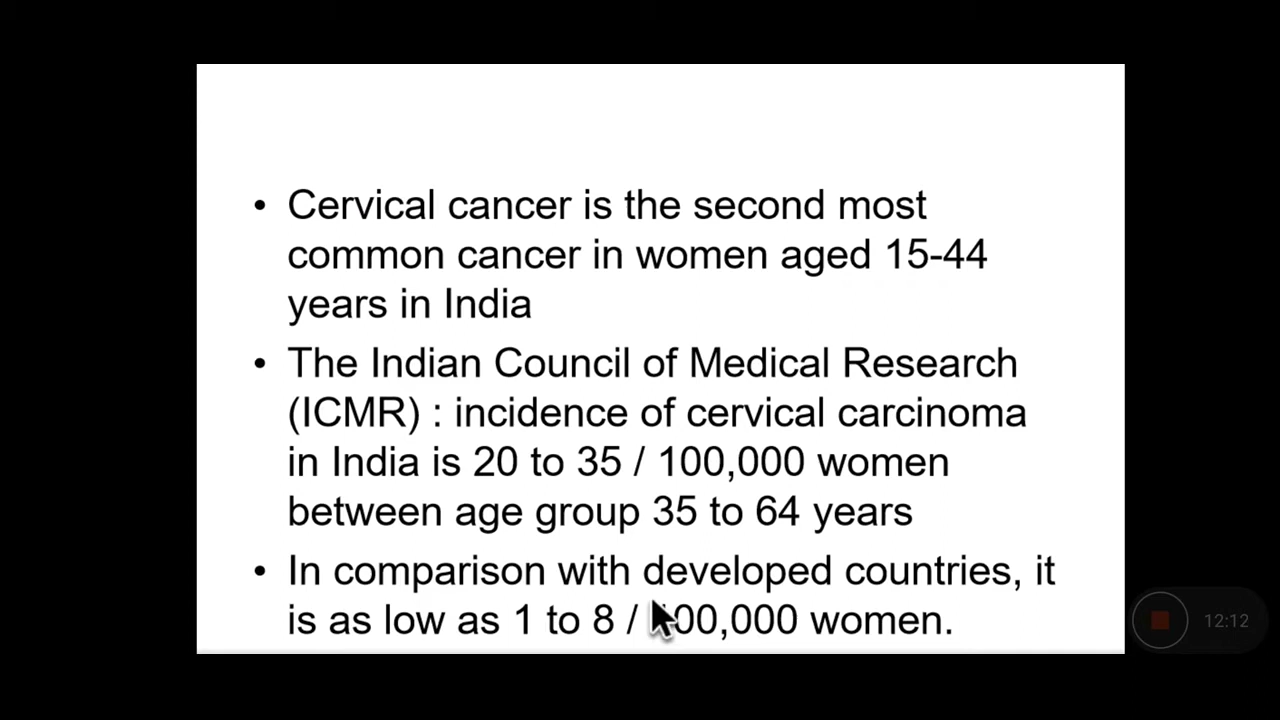 • Cervical cancer is the second most
common cancer in women aged 15-44
years in India
• The Indian Council of Medical Research
(ICMR) : incidence of cervical carcinoma
in India is 20 to 35 / 100,000 women
between age group 35 to 64 years
• In comparison with developed countries, it
is as low as 1 to 8 / 100,000 women.
12:12